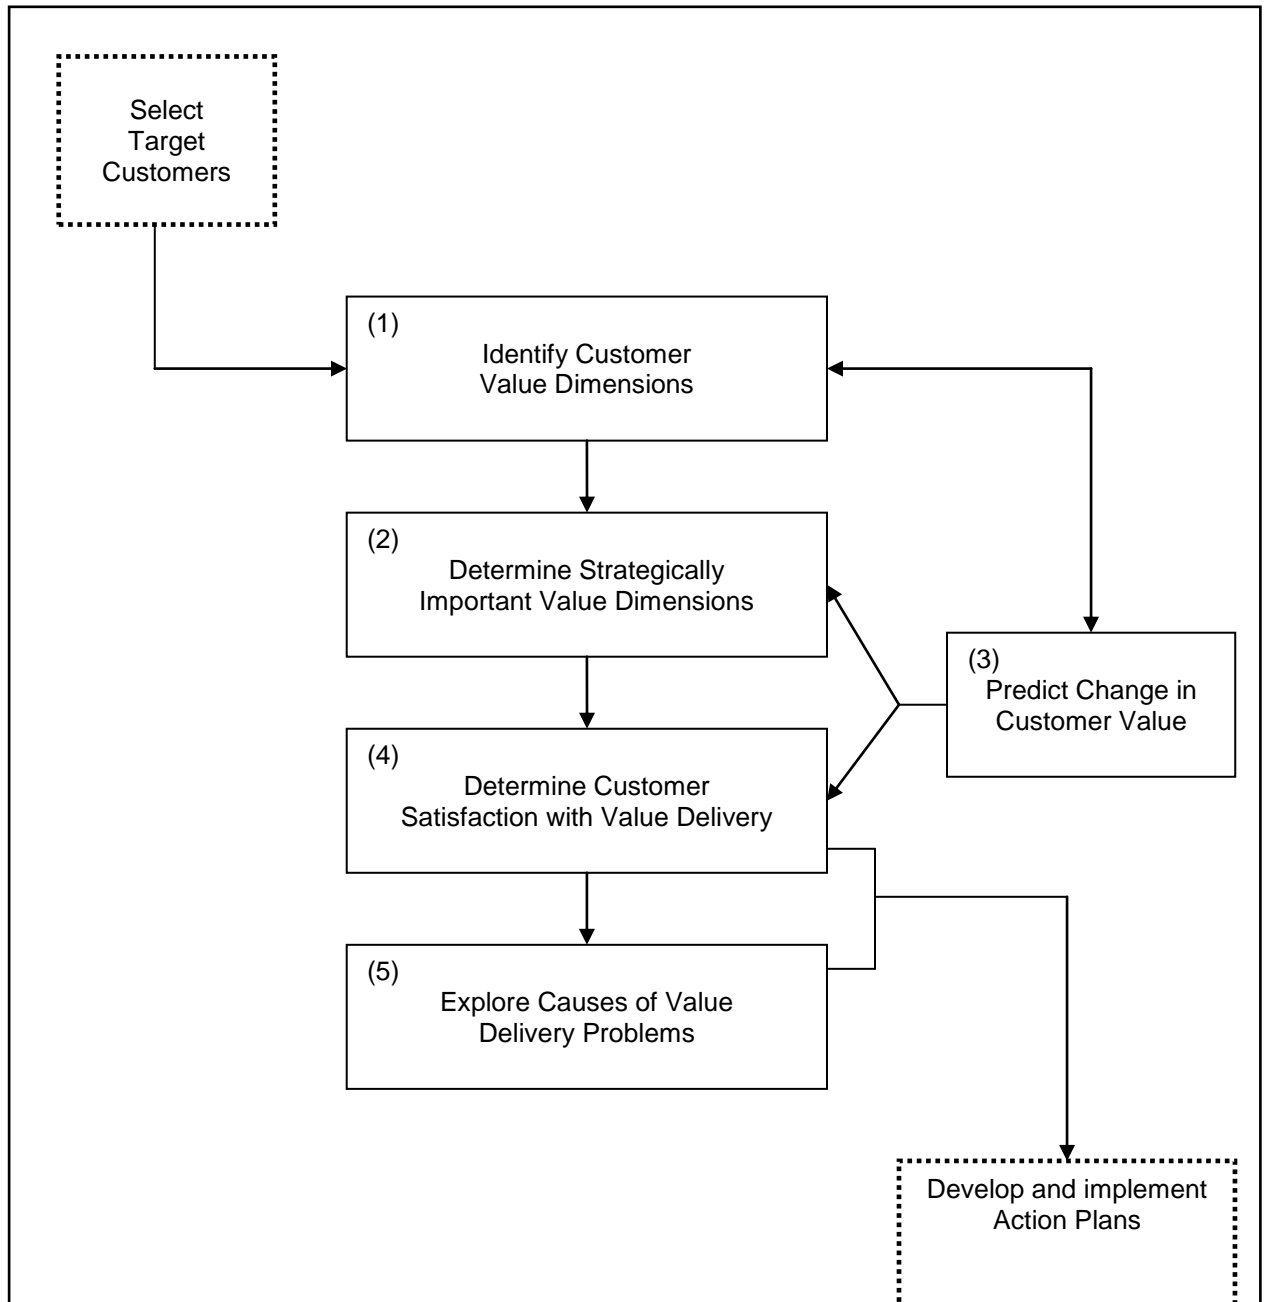 Select
Target
Customers
(1)
Identify Customer
Value Dimensions
(2)
Determine Strategically
Important Value Dimensions
(3)
Predict Change in
Customer Value
(4)
Determine Customer
Satisfaction with Value Delivery
(5)
Explore Causes of Value
Delivery Problems
Develop and implement
Action Plans